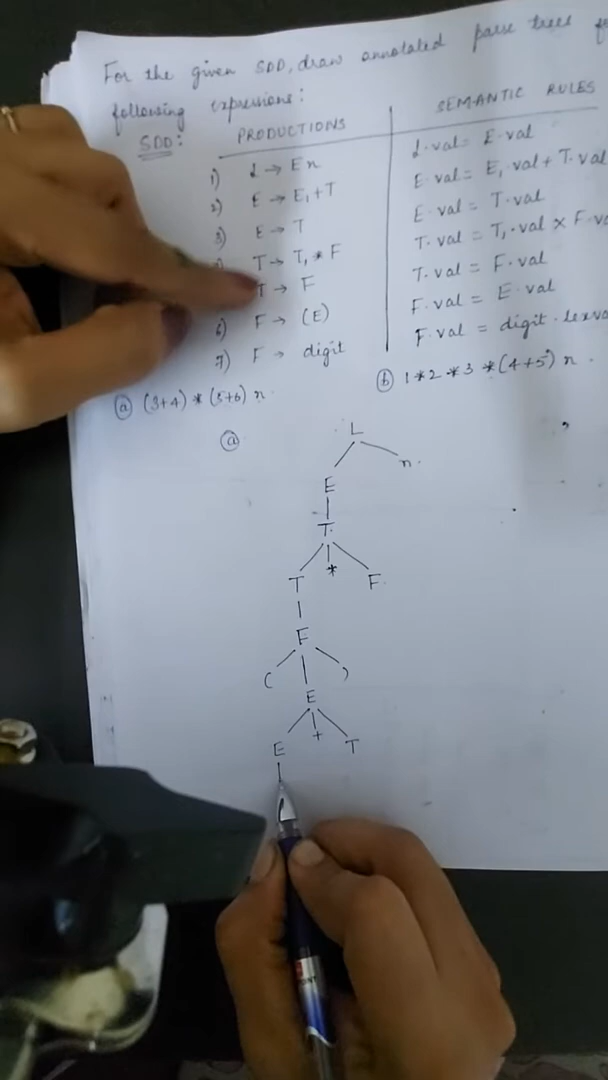 For the given SDD, draw annotated parse trees
following expressions:
SDD:
PRODUCTIONS
SEMANTIC RULES
1) L → En
L.val = E.val
2) E → E₁+T
E.val = E₁.val + T.val
3) E → T
E.val = T.val
T → T₁ * F
T.val = T₁.val × F.va
T → F
T.val = F.val
6) F → (E)
F.val = E.val
7) F → digit
F.val = digit.lexva
ⓐ (3+4) * (5+6) n
ⓑ 1*2*3*(4+5) n.
ⓐ
L
E n.
T
T * F
F
( E )
E + T